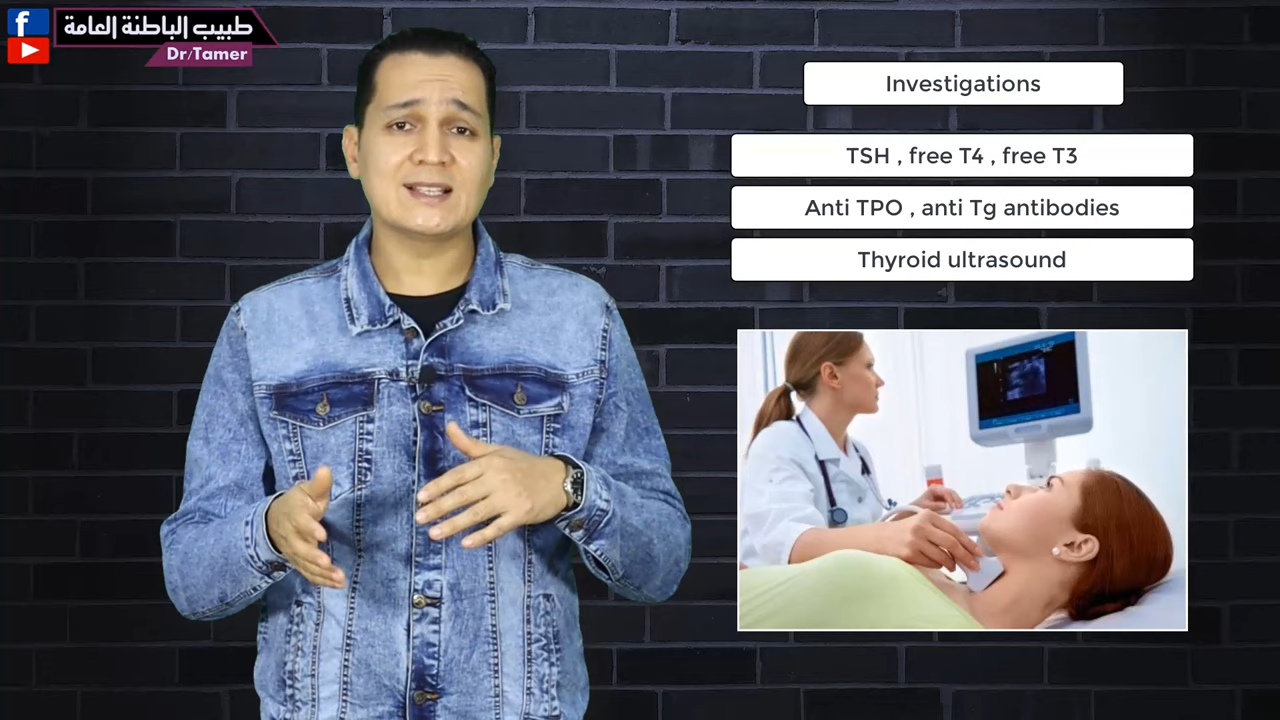 طبيب الباطنة العامة
Dr/Tamer
Investigations
TSH , free T4 , free T3
Anti TPO , anti Tg antibodies
Thyroid ultrasound